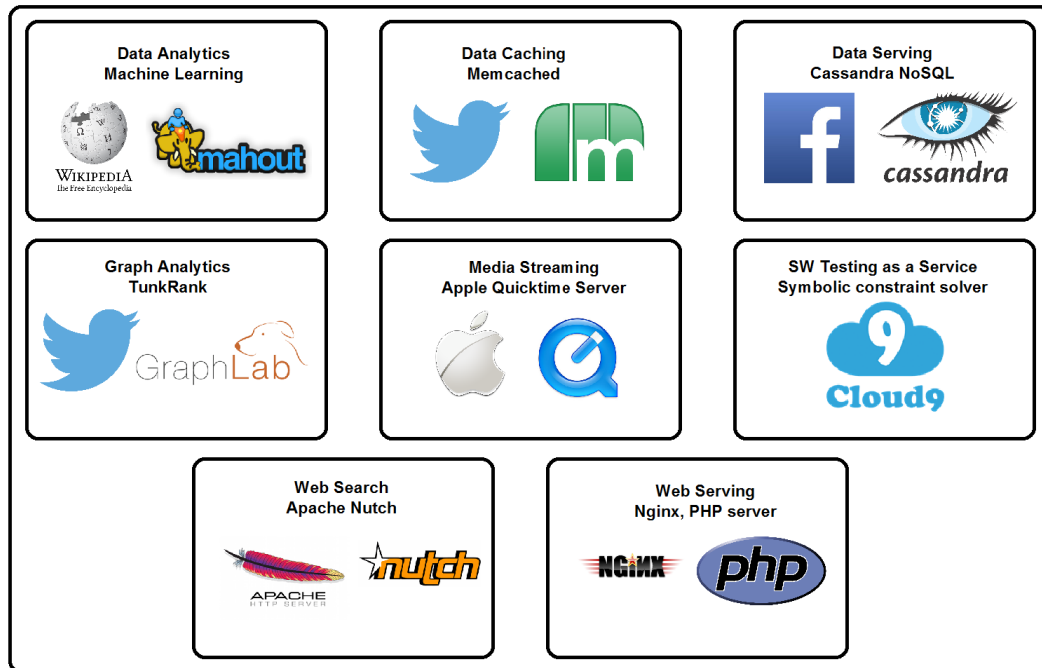 Data Analytics
Machine Learning
WIKIPEDIA
The Free Encyclopedia
mahout
Data Caching
Memcached
m
Data Serving
Cassandra NoSQL
f
cassandra
Graph Analytics
TunkRank
GraphLab
Media Streaming
Apple Quicktime Server
SW Testing as a Service
Symbolic constraint solver
9
Cloud9
Web Search
Apache Nutch
APACHE
HTTP SERVER
nutch
Web Serving
Nginx, PHP server
NGiNX
php